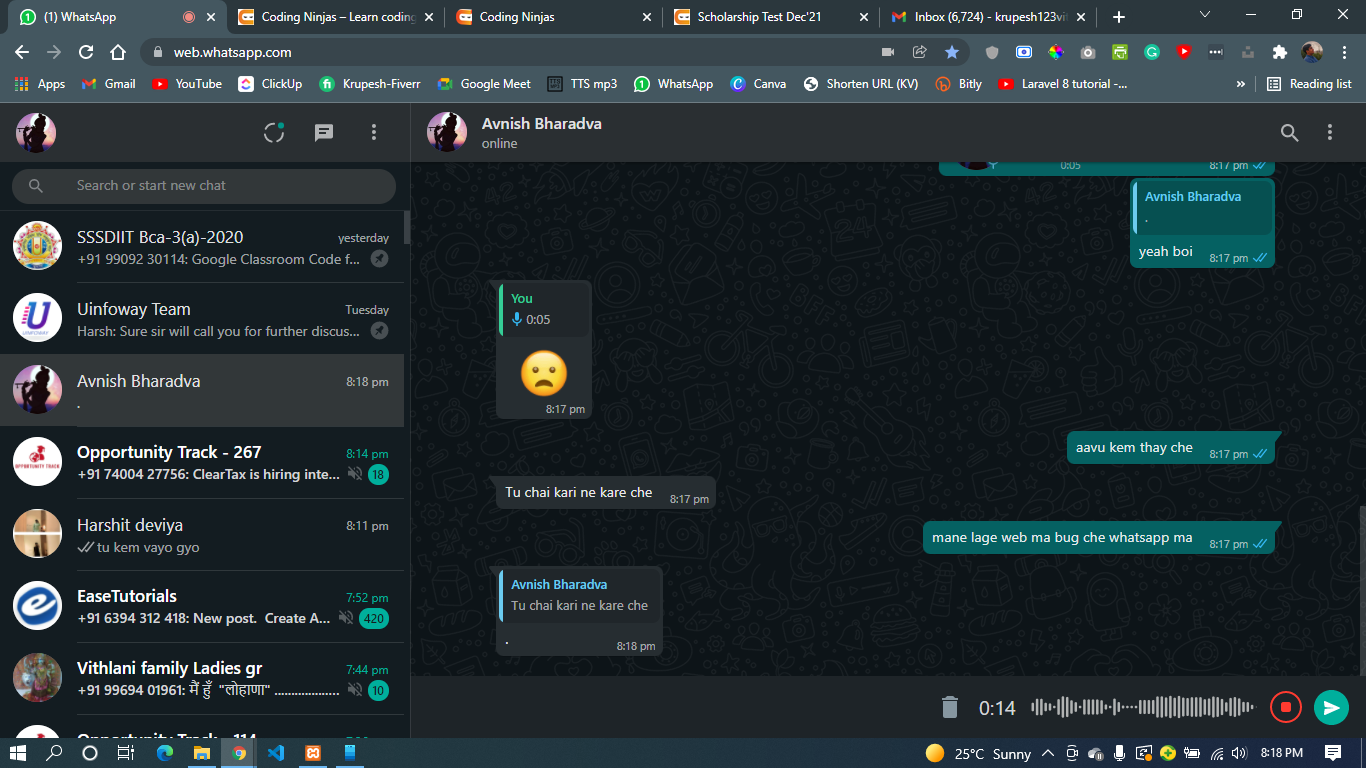 (1) WhatsApp
Coding Ninjas – Learn coding
Coding Ninjas
Scholarship Test Dec'21
Inbox (6,724) - krupesh123vi
web.whatsapp.com
Apps
Gmail
YouTube
ClickUp
Krupesh-Fiverr
Google Meet
TTS mp3
WhatsApp
Canva
Shorten URL (KV)
Bitly
Laravel 8 tutorial -...
»
Reading list
Search or start new chat
SSSDIIT Bca-3(a)-2020
yesterday
+91 99092 30114: Google Classroom Code f...
Uinfoway Team
Tuesday
Harsh: Sure sir will call you for further discus...
Avnish Bharadva
8:18 pm
.
Opportunity Track - 267
8:14 pm
+91 74004 27756: ClearTax is hiring inte...
18
Harshit deviya
8:11 pm
tu kem vayo gyo
EaseTutorials
7:52 pm
+91 6394 312 418: New post. Create A...
420
Vithlani family Ladies gr
7:44 pm
+91 99694 01961: मैं हूँ "लोहाणा" ...................
10
Avnish Bharadva
online
0:05
8:17 pm
Avnish Bharadva
.
yeah boi
8:17 pm
You
0:05
8:17 pm
aavu kem thay che
8:17 pm
Tu chai kari ne kare che
8:17 pm
mane lage web ma bug che whatsapp ma
8:17 pm
Avnish Bharadva
Tu chai kari ne kare che
.
8:18 pm
0:14
25°C Sunny
8:18 PM